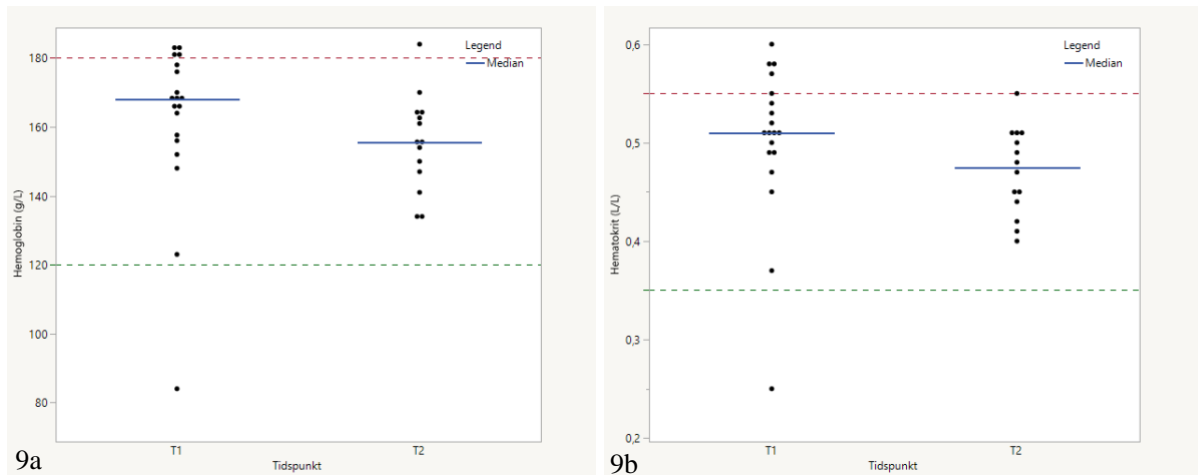 Legend
Median
180
160
140
120
100
80
Hemoglobin (g/L)
T1
T2
Tidspunkt
9a
Legend
Median
0,6
0,5
0,4
0,3
0,2
Hematokrit (L/L)
T1
T2
Tidspunkt
9b